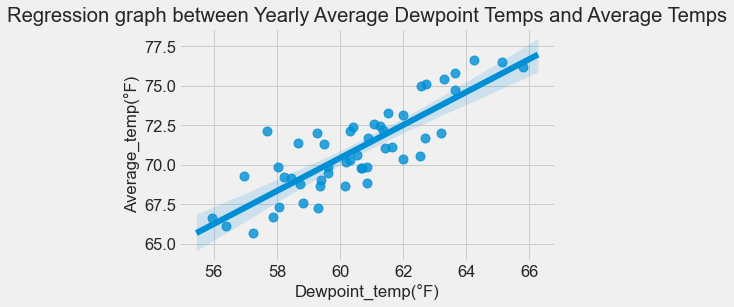 Regression graph between Yearly Average Dewpoint Temps and Average Temps
77.5
75.0
72.5
70.0
67.5
65.0
Average_temp(°F)
56 58 60 62 64 66
Dewpoint_temp(°F)